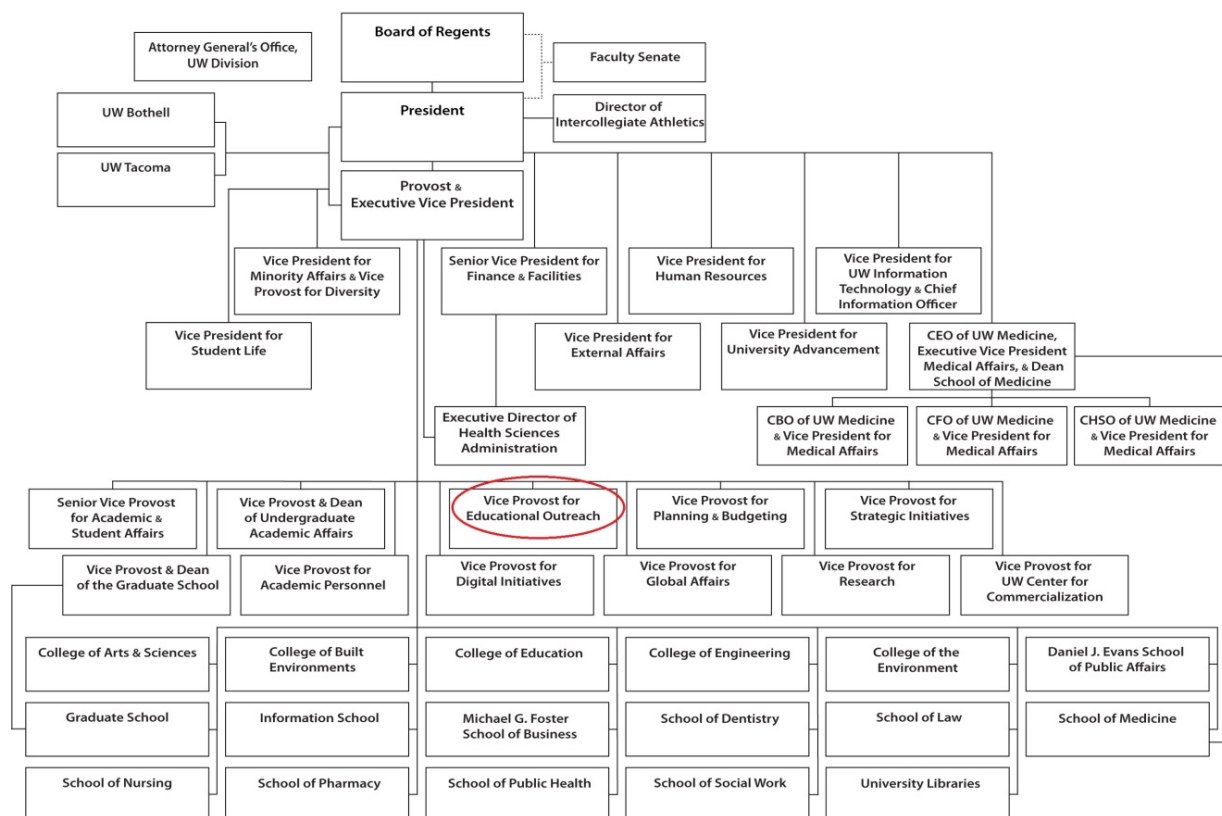 Board of Regents
Attorney General's Office,
UW Division
Faculty Senate
UW Bothell
President
Director of
Intercollegiate Athletics
UW Tacoma
Provost &
Executive Vice President
Vice President for
Minority Affairs & Vice
Provost for Diversity
Senior Vice President for
Finance & Facilities
Vice President for
Human Resources
Vice President for
UW Information
Technology & Chief
Information Officer
Vice President for
Student Life
Vice President for
External Affairs
Vice President for
University Advancement
CEO of UW Medicine,
Executive Vice President
Medical Affairs, & Dean
School of Medicine
Executive Director of
Health Sciences
Administration
CBO of UW Medicine
& Vice President for
Medical Affairs
CFO of UW Medicine
& Vice President for
Medical Affairs
CHSO of UW Medicine
& Vice President for
Medical Affairs
Senior Vice Provost
for Academic &
Student Affairs
Vice Provost & Dean
of Undergraduate
Academic Affairs
Vice Provost for
Educational Outreach
Vice Provost for
Planning & Budgeting
Vice Provost for
Strategic Initiatives
Vice Provost & Dean
of the Graduate School
Vice Provost for
Academic Personnel
Vice Provost for
Digital Initiatives
Vice Provost for
Global Affairs
Vice Provost for
Research
Vice Provost for
UW Center for
Commercialization
College of Arts & Sciences
College of Built
Environments
College of Education
College of Engineering
College of the
Environment
Daniel J. Evans School
of Public Affairs
Graduate School
Information School
Michael G. Foster
School of Business
School of Dentistry
School of Law
School of Medicine
School of Nursing
School of Pharmacy
School of Public Health
School of Social Work
University Libraries